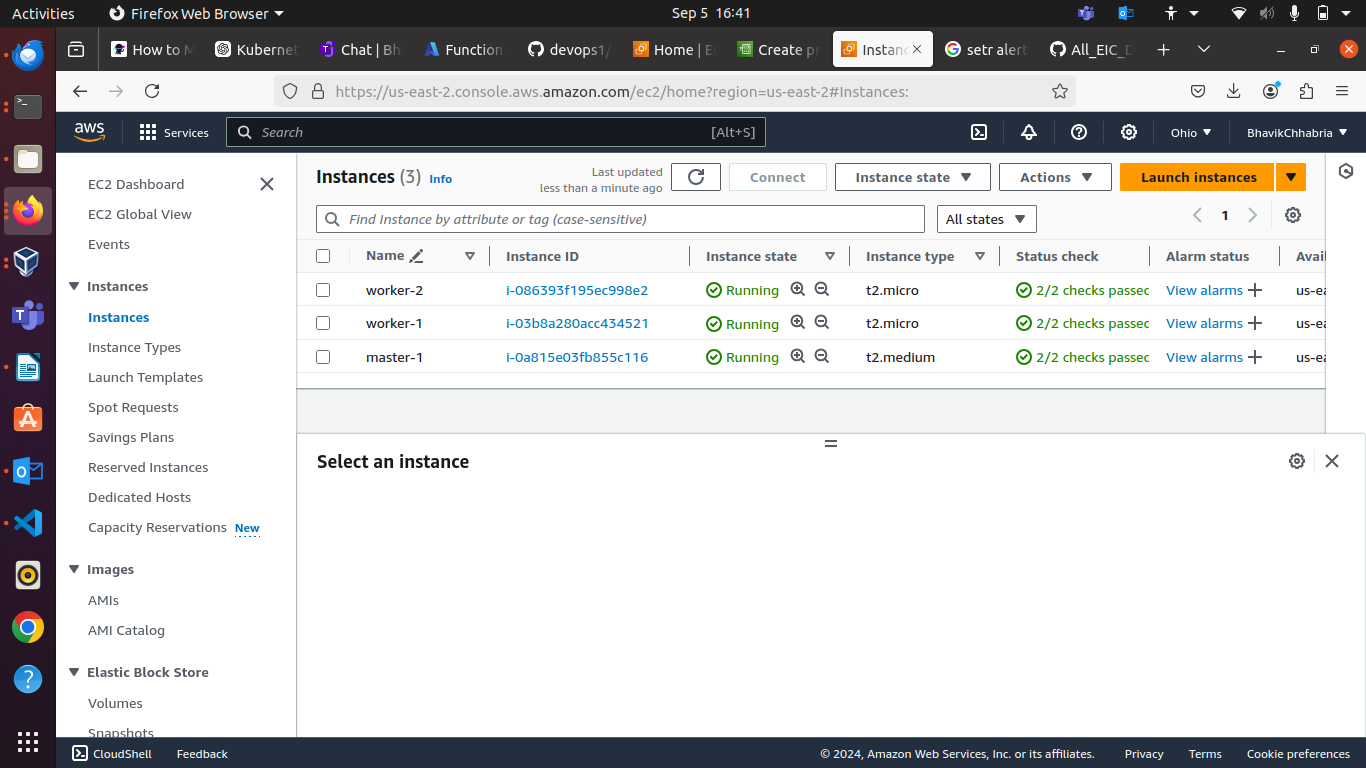 Activities
Firefox Web Browser
Sep 5 16:41
How to M
Kubernet
Chat | Bh
Function
devops1/
Home | E
Create pr
Instanc
setr alert
All_EIC_D
https://us-east-2.console.aws.amazon.com/ec2/home?region=us-east-2#Instances:
aws
Services
Search
[Alt+S]
Ohio
BhavikChhabria
EC2 Dashboard
EC2 Global View
Events
Instances
Instances
Instance Types
Launch Templates
Spot Requests
Savings Plans
Reserved Instances
Dedicated Hosts
Capacity Reservations New
Images
AMIs
AMI Catalog
Elastic Block Store
Volumes
Snapshots
Instances (3) Info
Last updated
less than a minute ago
Connect
Instance state
Actions
Launch instances
Find Instance by attribute or tag (case-sensitive)
All states
1
Name Instance ID Instance state Instance type Status check Alarm status Avail
worker-2 i-086393f195ec998e2 Running t2.micro 2/2 checks passed View alarms us-ea
worker-1 i-03b8a280acc434521 Running t2.micro 2/2 checks passed View alarms us-ea
master-1 i-0a815e03fb855c116 Running t2.medium 2/2 checks passed View alarms us-ea
Select an instance
CloudShell
Feedback
© 2024, Amazon Web Services, Inc. or its affiliates.
Privacy
Terms
Cookie preferences